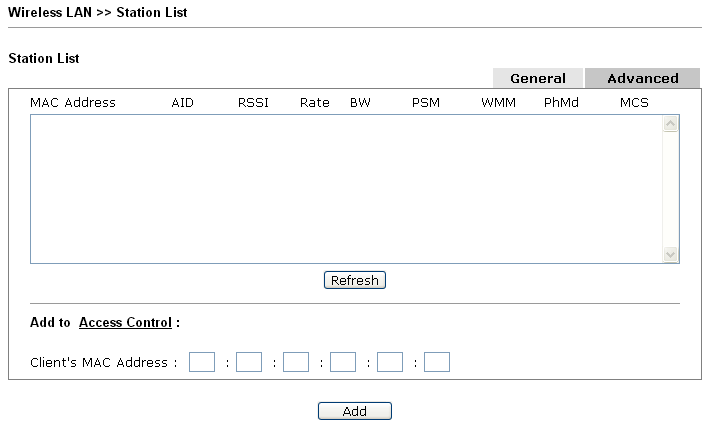 Wireless LAN >> Station List
Station List
General Advanced
MAC Address AID RSSI Rate BW PSM WMM PhMd MCS
Refresh
Add to Access Control :
Client's MAC Address : : : : : :
Add